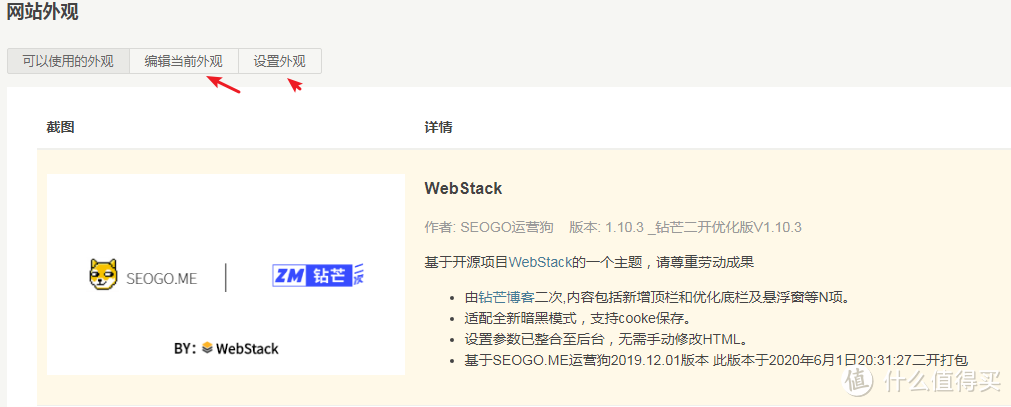 网站外观
可以使用的外观 编辑当前外观 设置外观
截图 详情
WebStack
作者: SEOGO运营狗 版本: 1.10.3 _钻芒二开优化版V1.10.3
基于开源项目WebStack的一个主题，请尊重劳动成果
由钻芒博客二次,内容包括新增顶栏和优化底栏及悬浮窗等N项。
适配全新暗黑模式，支持cooke保存。
设置参数已整合至后台，无需手动修改HTML。
基于SEOGO.ME运营狗2019.12.01版本 此版本于2020年6月1日20:31:27二开打包
SEOGO.ME ZM钻芒二次
BY: WebStack
值 什么值得买